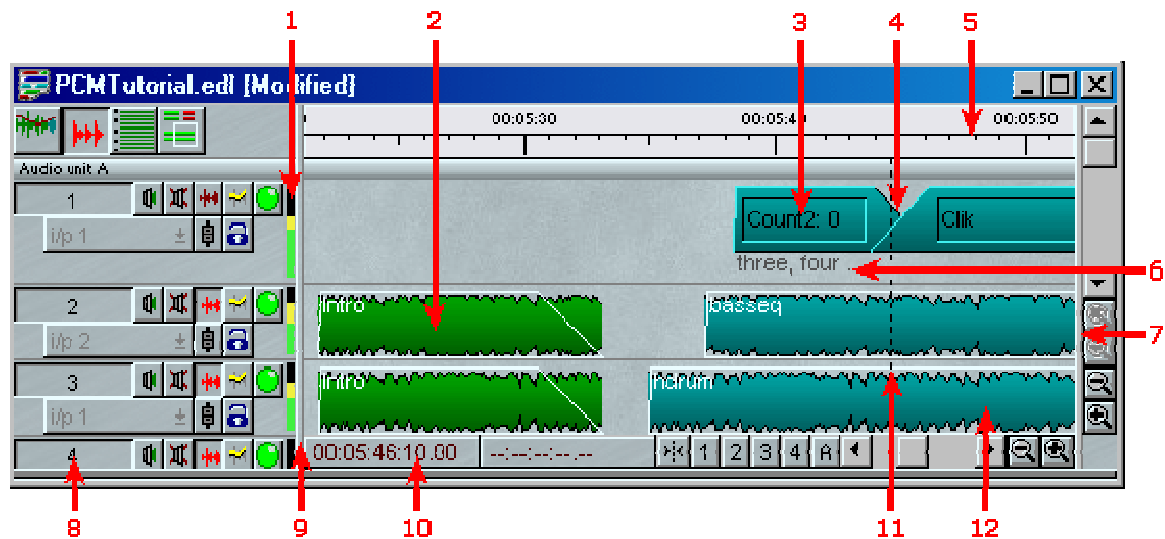 1 2 3 4 5
PCMTutorial.edl [Modified]
00:05:30 00:05:4 00:05:50
Audio unit A
1
i/p 1
Count2: 0 Clik
three, four ...
6
2 Intro basseq
i/p 2
7
3 Intro ndrum
i/p 1
4 00:05:46:10.00 --:--:--:--.-- 1 2 3 4 A
8 9 10 11 12